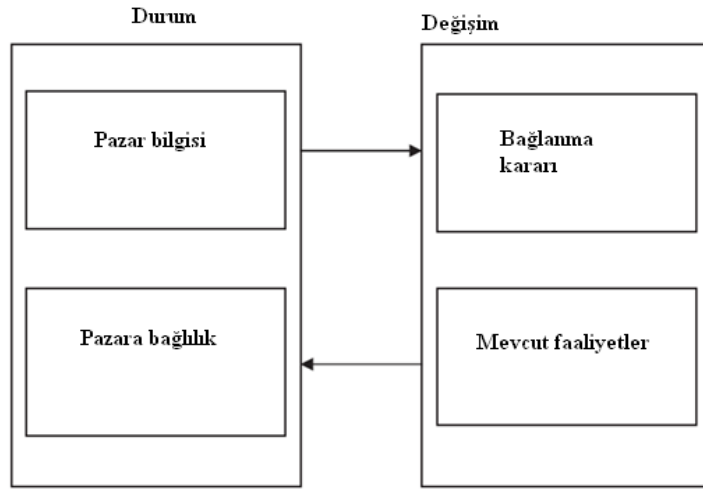 Durum
Değişim
Pazar bilgisi
Bağlanma
kararı
Pazara bağlılık
Mevcut faaliyetler